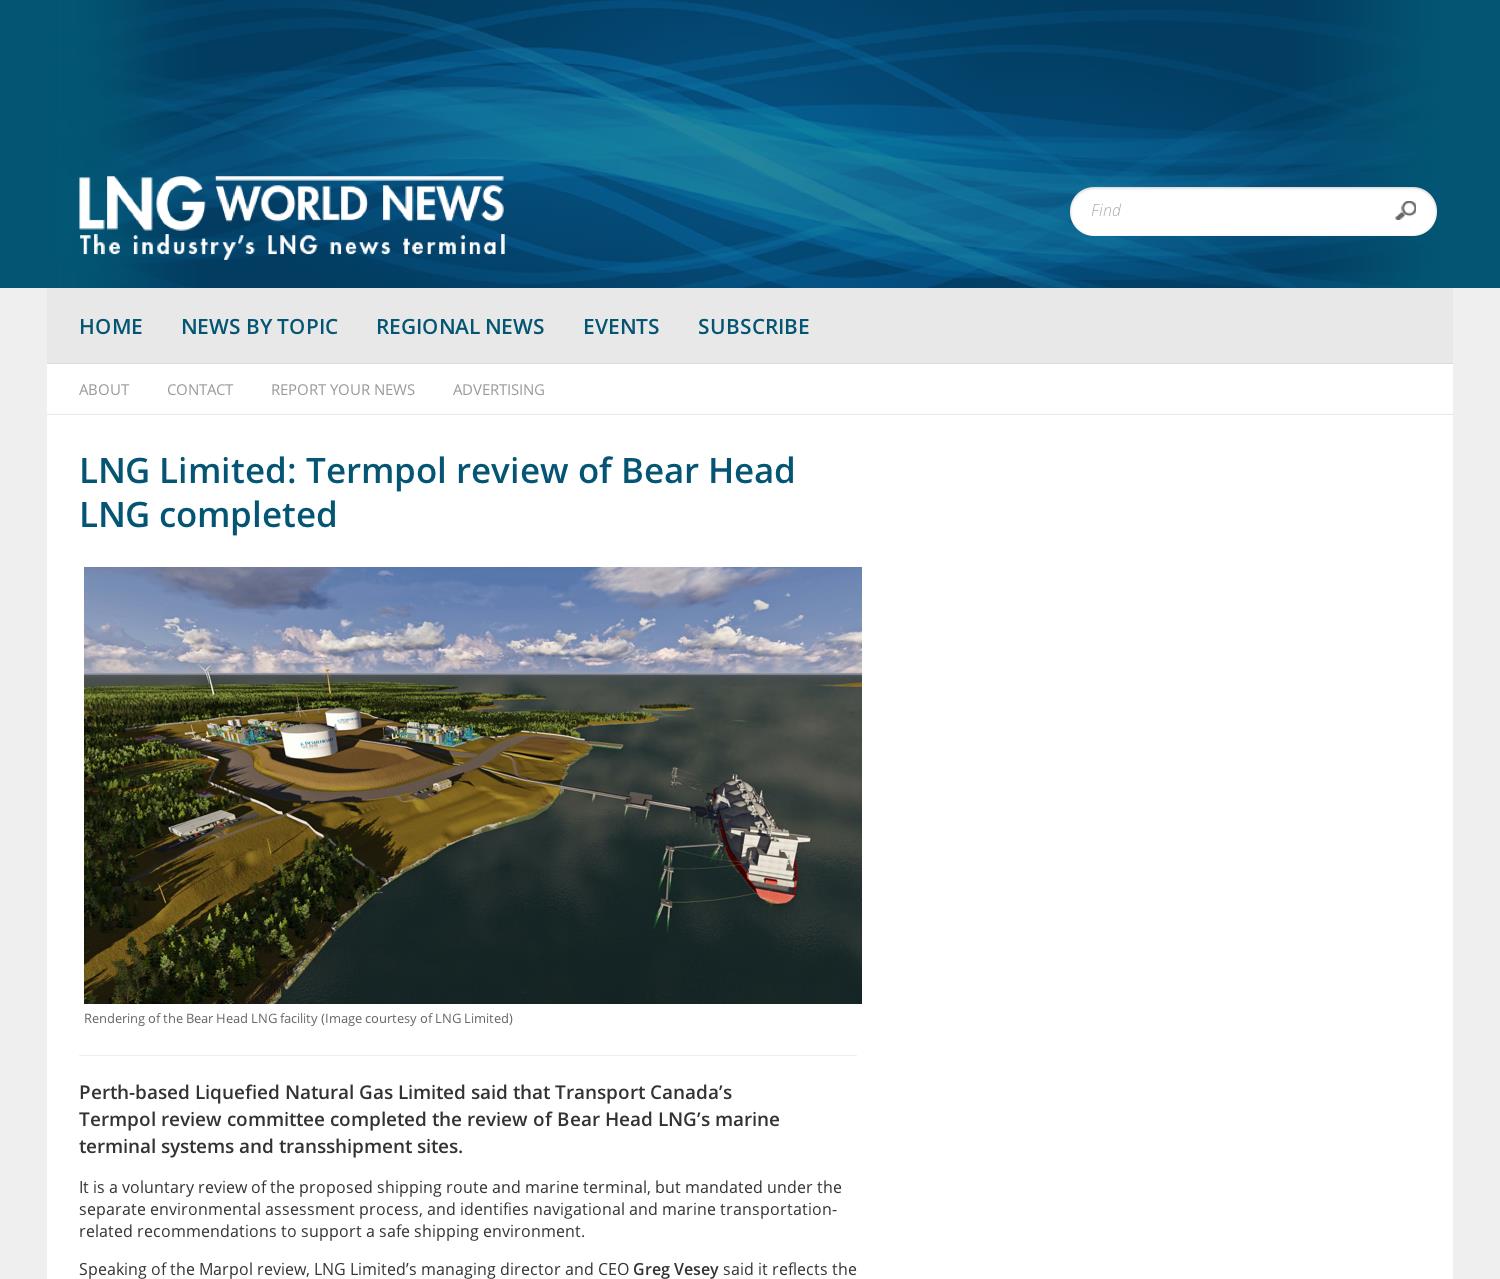 LNG WORLD NEWS
The industry's LNG news terminal
Find
HOME NEWS BY TOPIC REGIONAL NEWS EVENTS SUBSCRIBE
ABOUT CONTACT REPORT YOUR NEWS ADVERTISING
LNG Limited: Termpol review of Bear Head
LNG completed
Rendering of the Bear Head LNG facility (Image courtesy of LNG Limited)
Perth-based Liquefied Natural Gas Limited said that Transport Canada’s
Termpol review committee completed the review of Bear Head LNG’s marine
terminal systems and transshipment sites.
It is a voluntary review of the proposed shipping route and marine terminal, but mandated under the
separate environmental assessment process, and identifies navigational and marine transportation-
related recommendations to support a safe shipping environment.
Speaking of the Marpol review, LNG Limited’s managing director and CEO Greg Vesey said it reflects the